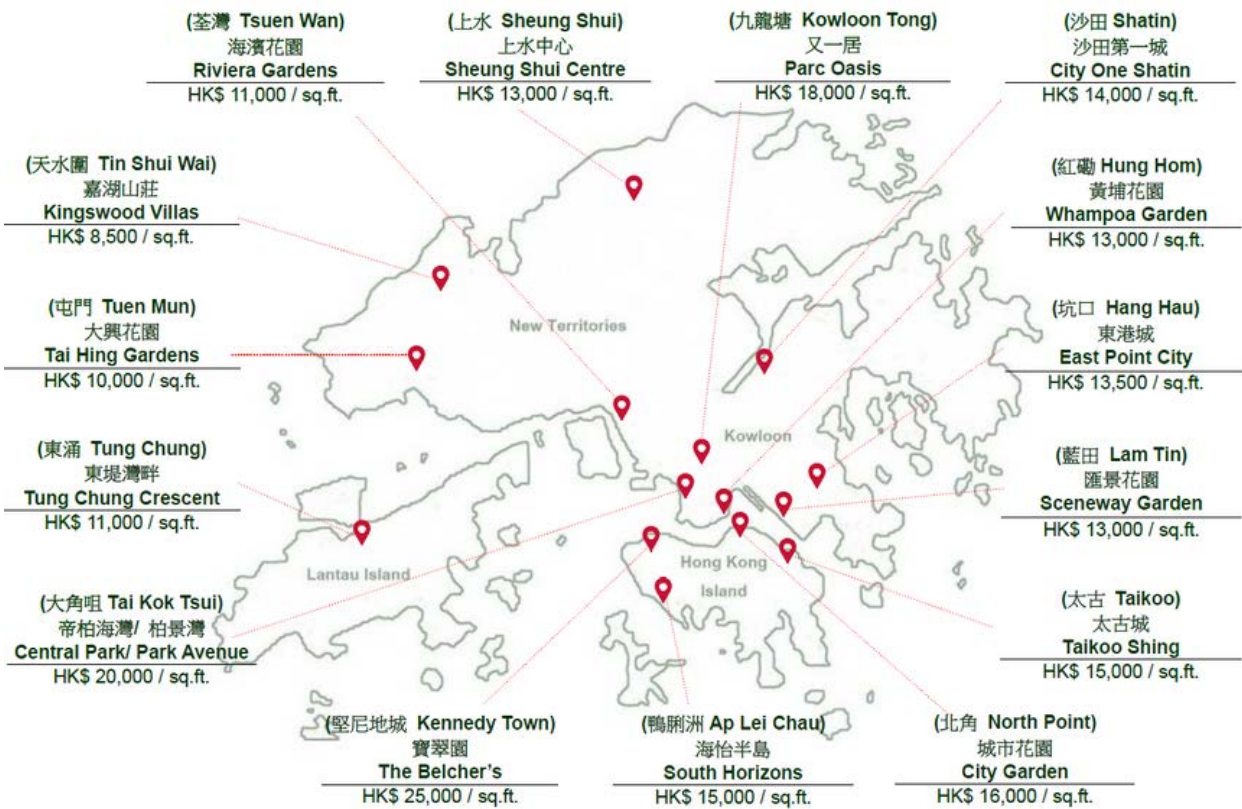 (荃灣 Tsuen Wan)
海濱花園
Riviera Gardens
HK$ 11,000 / sq.ft.
(上水 Sheung Shui)
上水中心
Sheung Shui Centre
HK$ 13,000 / sq.ft.
(九龍塘 Kowloon Tong)
又一居
Parc Oasis
HK$ 18,000 / sq.ft.
(沙田 Shatin)
沙田第一城
City One Shatin
HK$ 14,000 / sq.ft.
(天水圍 Tin Shui Wai)
嘉湖山莊
Kingswood Villas
HK$ 8,500 / sq.ft.
(紅磡 Hung Hom)
黃埔花園
Whampoa Garden
HK$ 13,000 / sq.ft.
(屯門 Tuen Mun)
大興花園
Tai Hing Gardens
HK$ 10,000 / sq.ft.
New Territories
(坑口 Hang Hau)
東港城
East Point City
HK$ 13,500 / sq.ft.
(東涌 Tung Chung)
東堤灣畔
Tung Chung Crescent
HK$ 11,000 / sq.ft.
Kowloon
(藍田 Lam Tin)
匯景花園
Sceneway Garden
HK$ 13,000 / sq.ft.
Lantau Island
Hong Kong
Island
(大角咀 Tai Kok Tsui)
帝柏海灣/ 柏景灣
Central Park/ Park Avenue
HK$ 20,000 / sq.ft.
(太古 Taikoo)
太古城
Taikoo Shing
HK$ 15,000 / sq.ft.
(堅尼地城 Kennedy Town)
寶翠園
The Belcher's
HK$ 25,000 / sq.ft.
(鴨脷洲 Ap Lei Chau)
海怡半島
South Horizons
HK$ 15,000 / sq.ft.
(北角 North Point)
城市花園
City Garden
HK$ 16,000 / sq.ft.